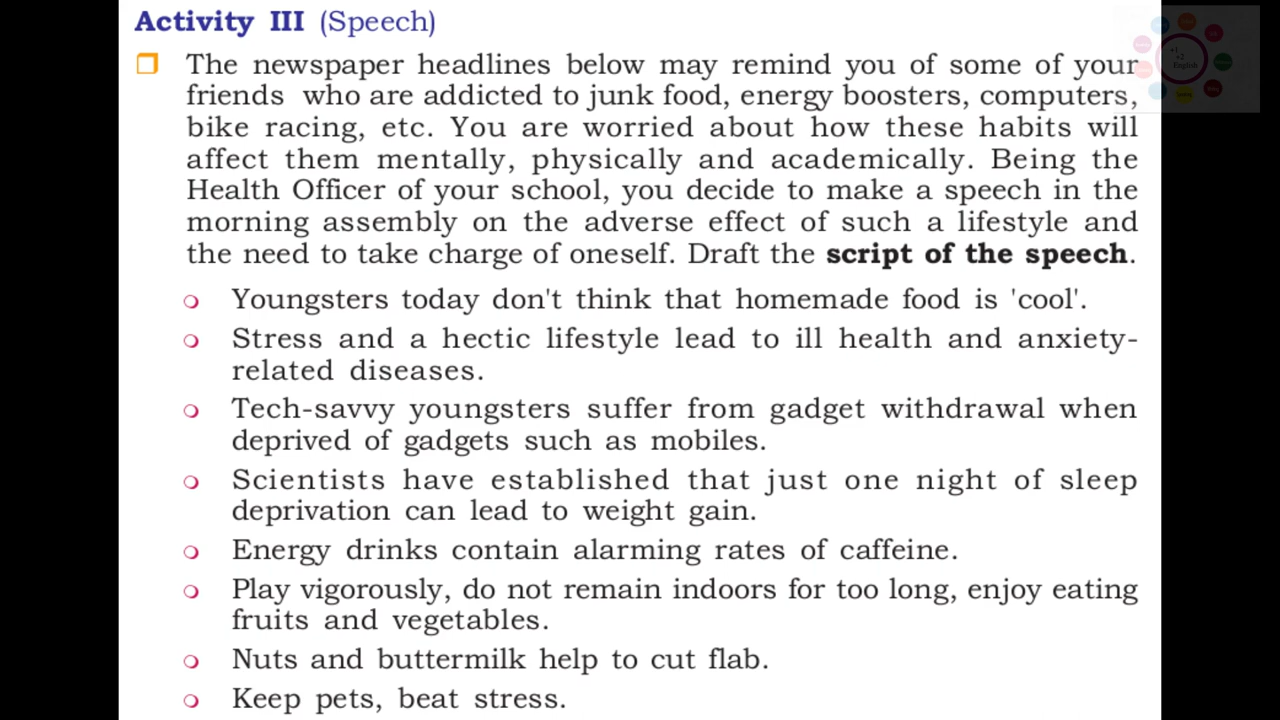 Activity III (Speech)
❒ The newspaper headlines below may remind you of some of your
friends who are addicted to junk food, energy boosters, computers,
bike racing, etc. You are worried about how these habits will
affect them mentally, physically and academically. Being the
Health Officer of your school, you decide to make a speech in the
morning assembly on the adverse effect of such a lifestyle and
the need to take charge of oneself. Draft the script of the speech.
❍ Youngsters today don't think that homemade food is 'cool'.
❍ Stress and a hectic lifestyle lead to ill health and anxiety-
related diseases.
❍ Tech-savvy youngsters suffer from gadget withdrawal when
deprived of gadgets such as mobiles.
❍ Scientists have established that just one night of sleep
deprivation can lead to weight gain.
❍ Energy drinks contain alarming rates of caffeine.
❍ Play vigorously, do not remain indoors for too long, enjoy eating
fruits and vegetables.
❍ Nuts and buttermilk help to cut flab.
❍ Keep pets, beat stress.
+1
+2
English